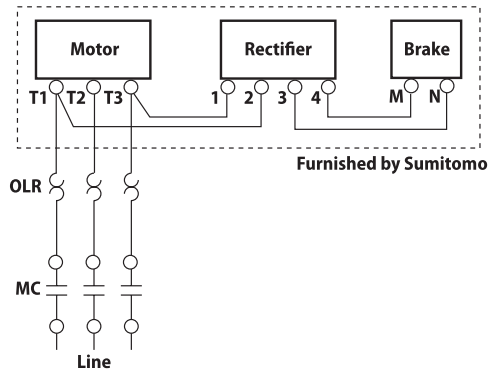 Motor Rectifier Brake
T1 T2 T3 1 2 3 4 M N
Furnished by Sumitomo
OLR
MC
Line